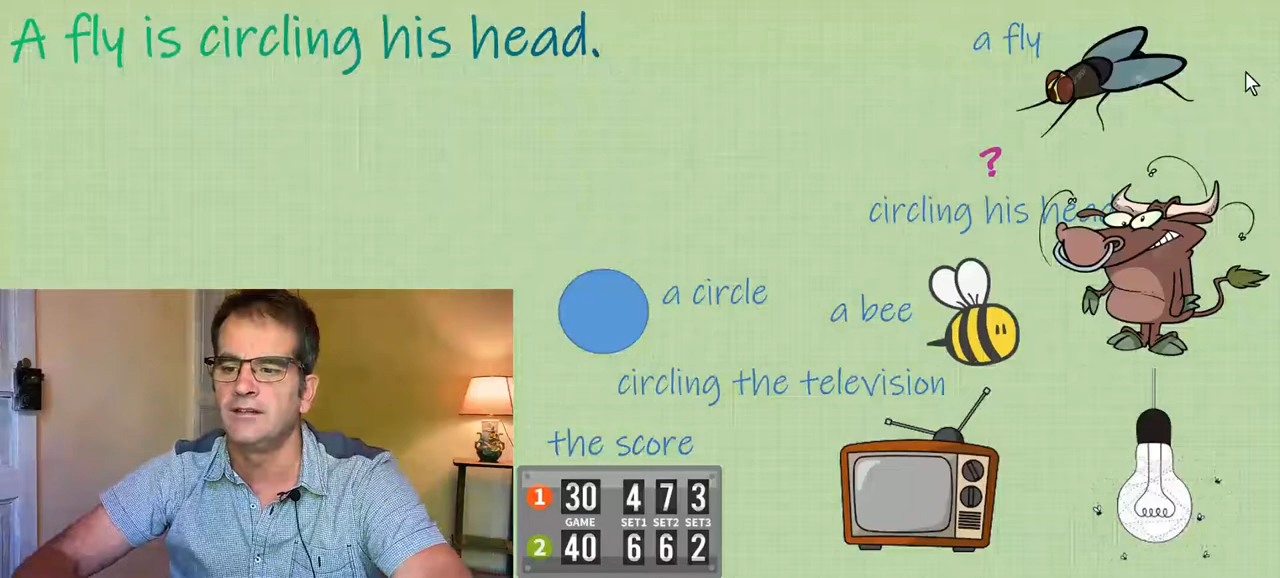 A fly is circling his head.
a fly
?
circling his head
a circle
a bee
circling the television
the score
1 30 4 7 3
GAME SET1 SET2 SET3
2 40 6 6 2